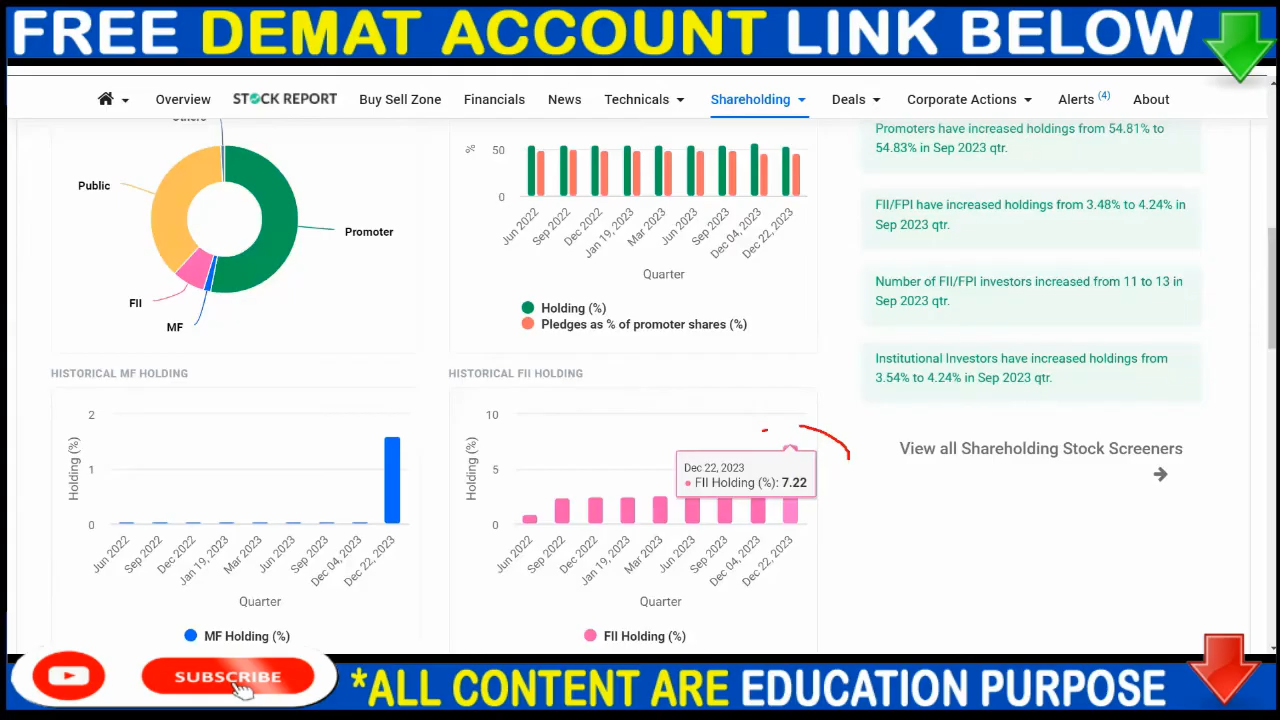 FREE DEMAT ACCOUNT LINK BELOW
Overview STOCK REPORT Buy Sell Zone Financials News Technicals Shareholding Deals Corporate Actions Alerts (4) About
Others
Public
Promoter
FII
MF
%
50
0
Jun 2022 Sep 2022 Dec 2022 Jan 19, 2023 Mar 2023 Jun 2023 Sep 2023 Dec 04, 2023 Dec 22, 2023
Quarter
Holding (%)
Pledges as % of promoter shares (%)
Promoters have increased holdings from 54.81% to
54.83% in Sep 2023 qtr.
FII/FPI have increased holdings from 3.48% to 4.24% in
Sep 2023 qtr.
Number of FII/FPI investors increased from 11 to 13 in
Sep 2023 qtr.
Institutional Investors have increased holdings from
3.54% to 4.24% in Sep 2023 qtr.
View all Shareholding Stock Screeners
HISTORICAL MF HOLDING
Holding (%)
2
1
0
Jun 2022 Sep 2022 Dec 2022 Jan 19, 2023 Mar 2023 Jun 2023 Sep 2023 Dec 04, 2023 Dec 22, 2023
Quarter
MF Holding (%)
HISTORICAL FII HOLDING
Holding (%)
10
5
0
Dec 22, 2023
FII Holding (%): 7.22
Jun 2022 Sep 2022 Dec 2022 Jan 19, 2023 Mar 2023 Jun 2023 Sep 2023 Dec 04, 2023 Dec 22, 2023
Quarter
FII Holding (%)
SUBSCRIBE
*ALL CONTENT ARE EDUCATION PURPOSE